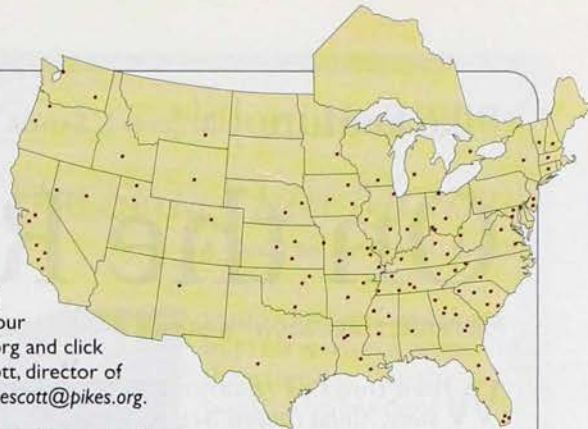 our
org and click
ott, director of
escott@pikes.org.